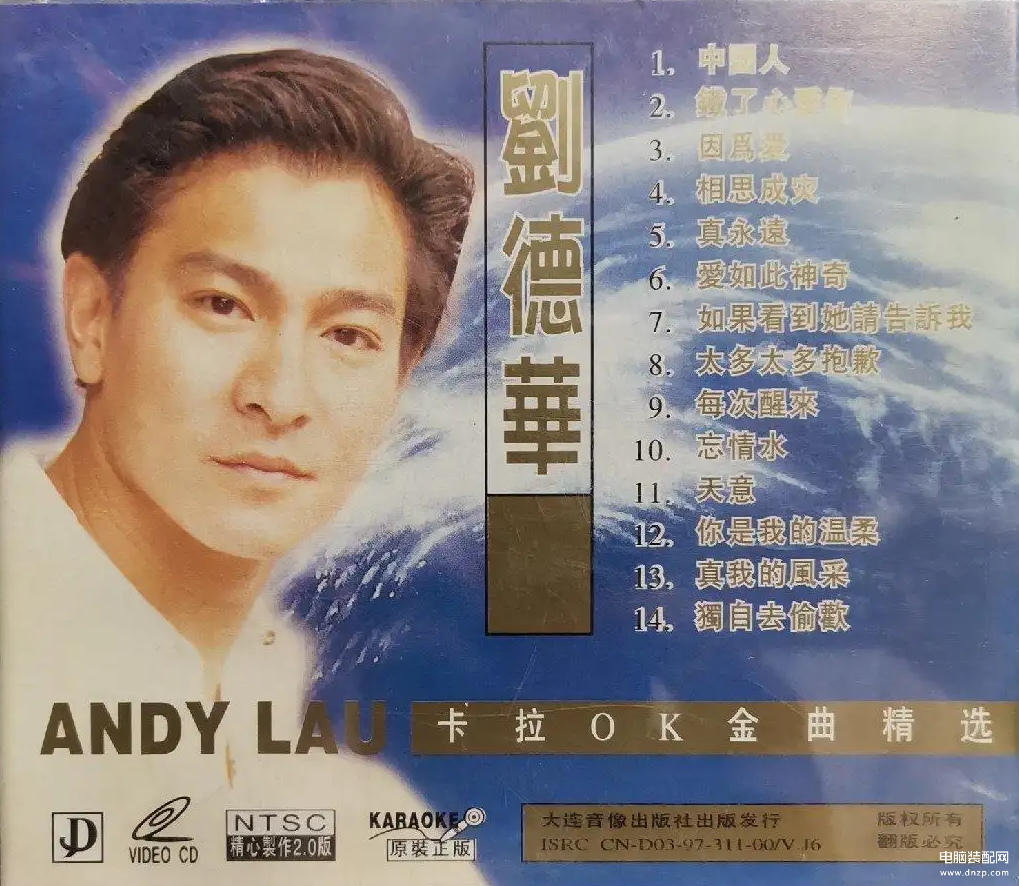 劉德華
1. 中國人
2. 了心
3. 因爲愛
4. 相思成灾
5. 真永遠
6. 愛如此神奇
7. 如果看到她請告訴我
8. 太多太多抱歉
9. 每次醒來
10. 忘情水
11. 天意
12. 你是我的温柔
13. 真我的風采
14. 獨自去偷歡
ANDY LAU 卡拉OK金曲精选
JD
VIDEO CD
NTSC
精心製作2.0版
KARAOKE
原裝正版
大连音像出版社出版发行 版权所有
ISRC CN-D03-97-311-00/V.J6 翻版必究
电脑装配网
www.dnzp.com